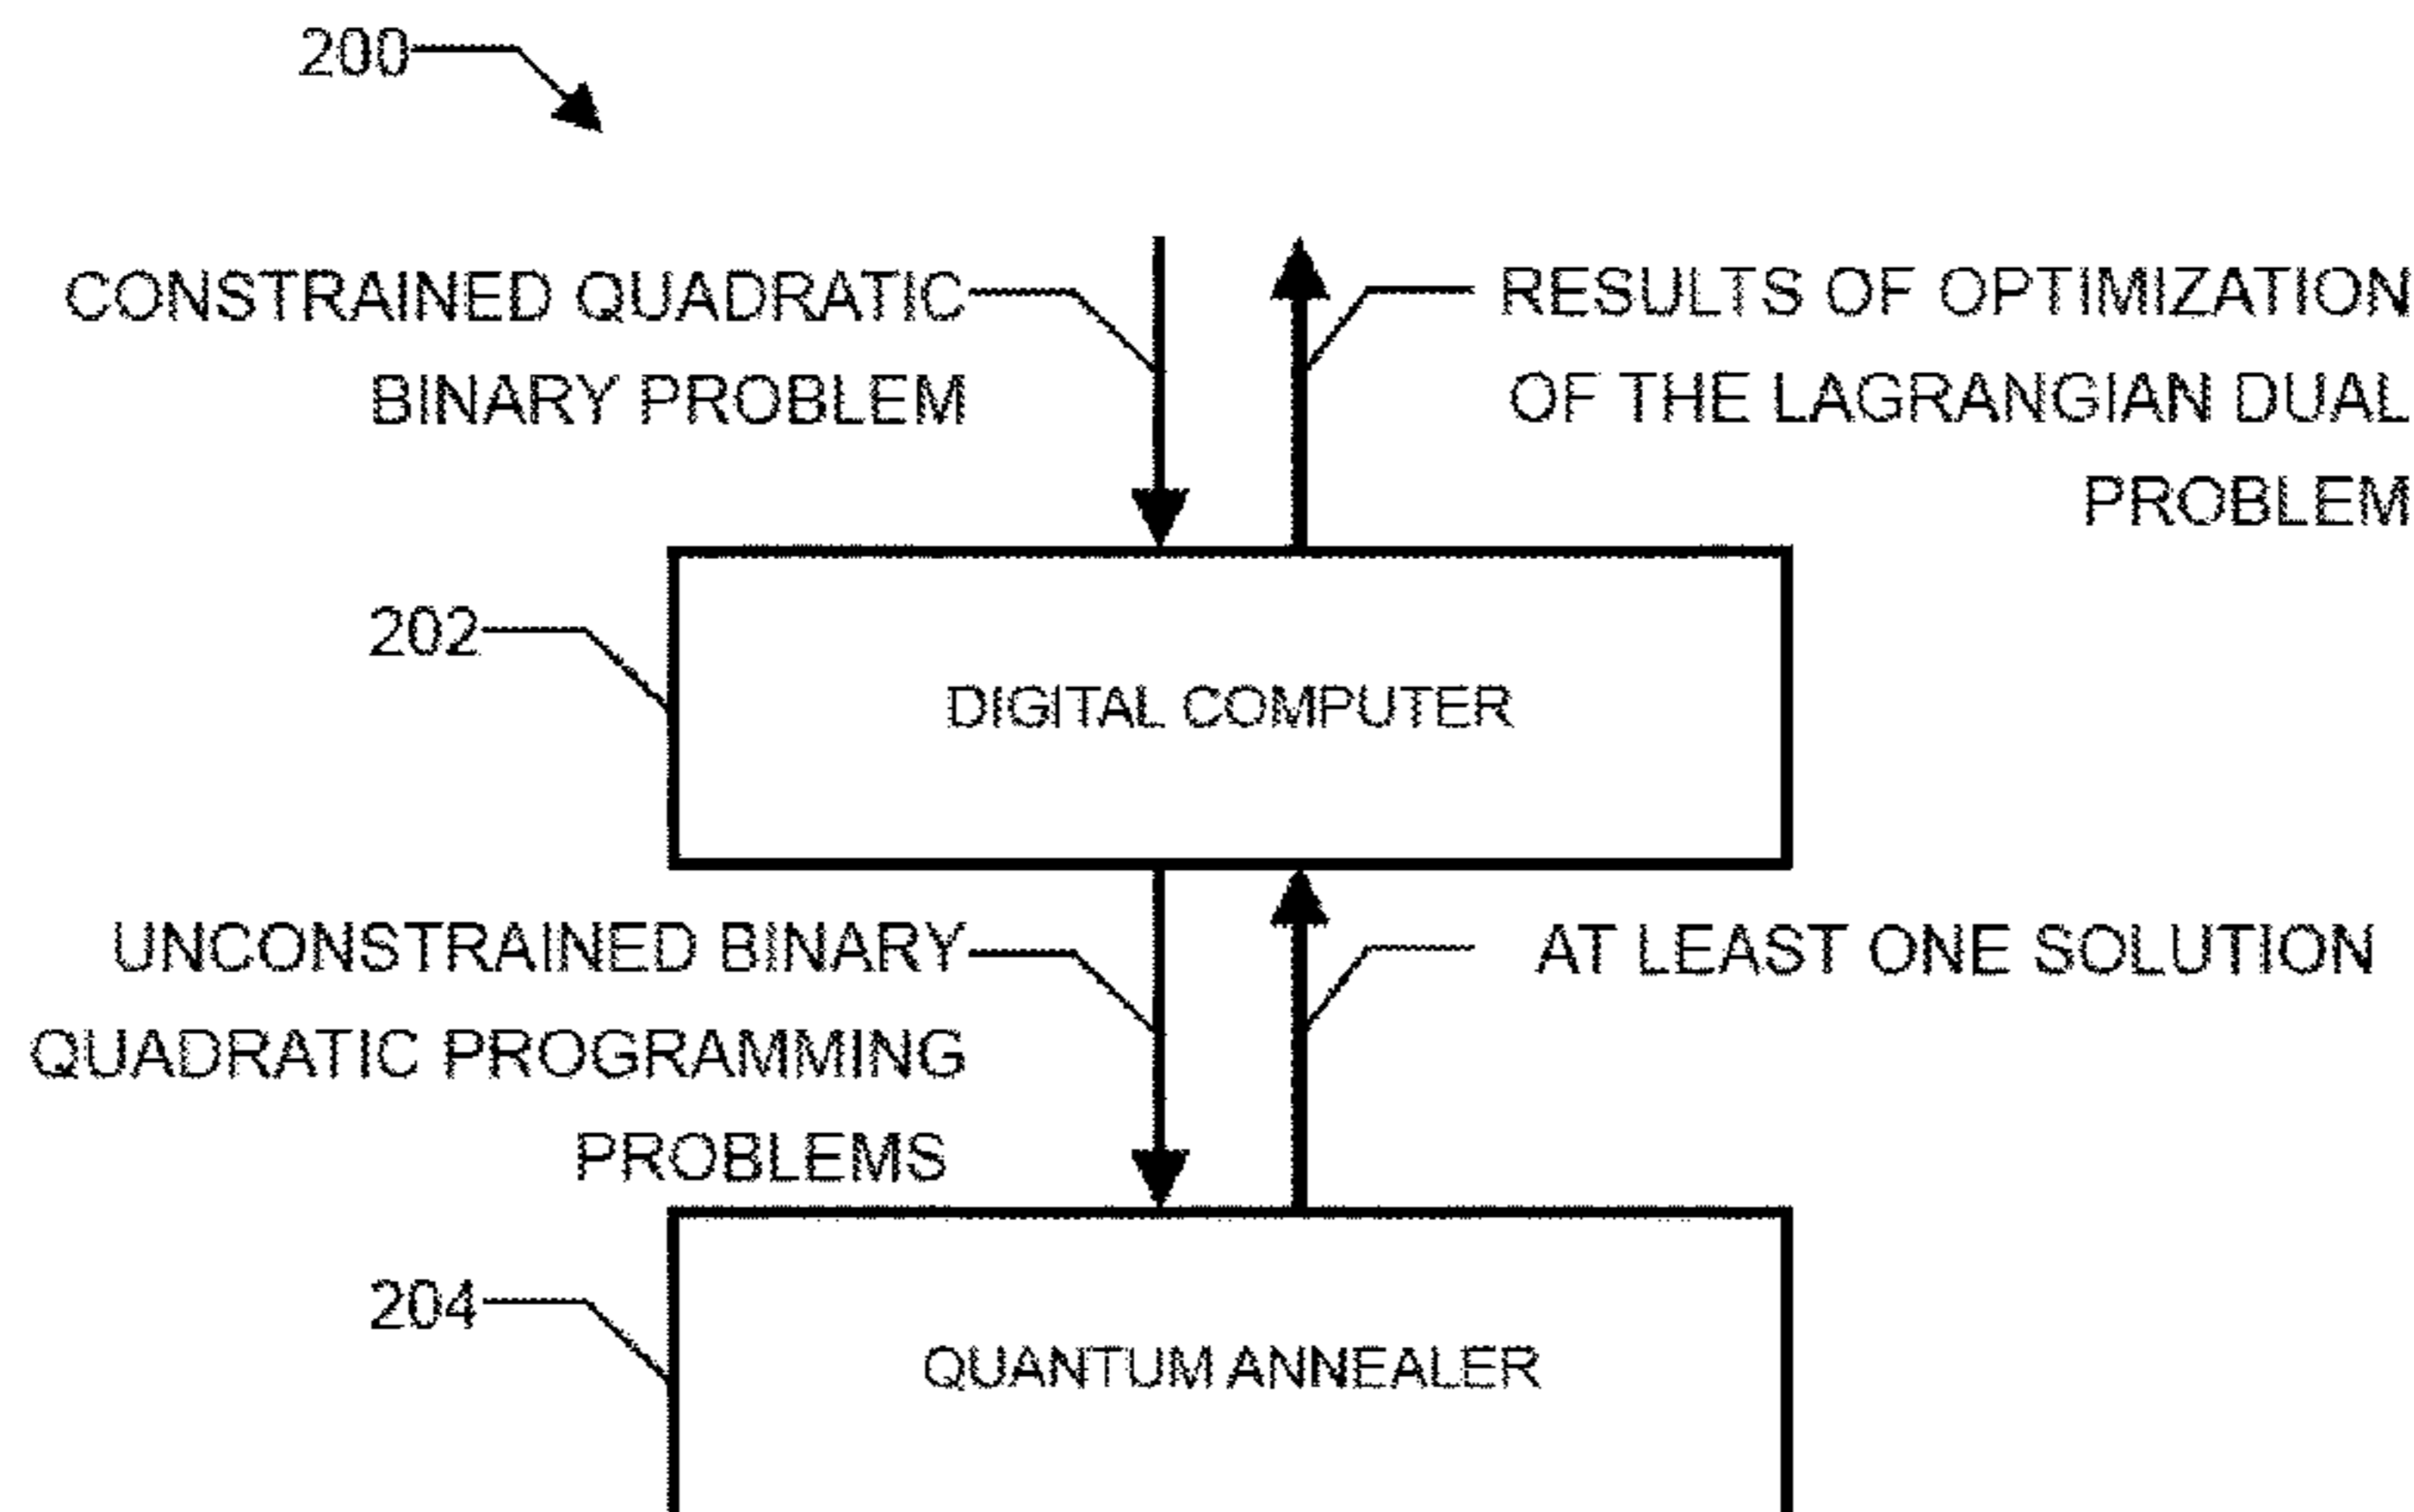 200
CONSTRAINED QUADRATIC
BINARY PROBLEM
RESULTS OF OPTIMIZATION
OF THE LAGRANGIAN DUAL
PROBLEM
202
DIGITAL COMPUTER
UNCONSTRAINED BINARY
QUADRATIC PROGRAMMING
PROBLEMS
AT LEAST ONE SOLUTION
204
QUANTUM ANNEALER